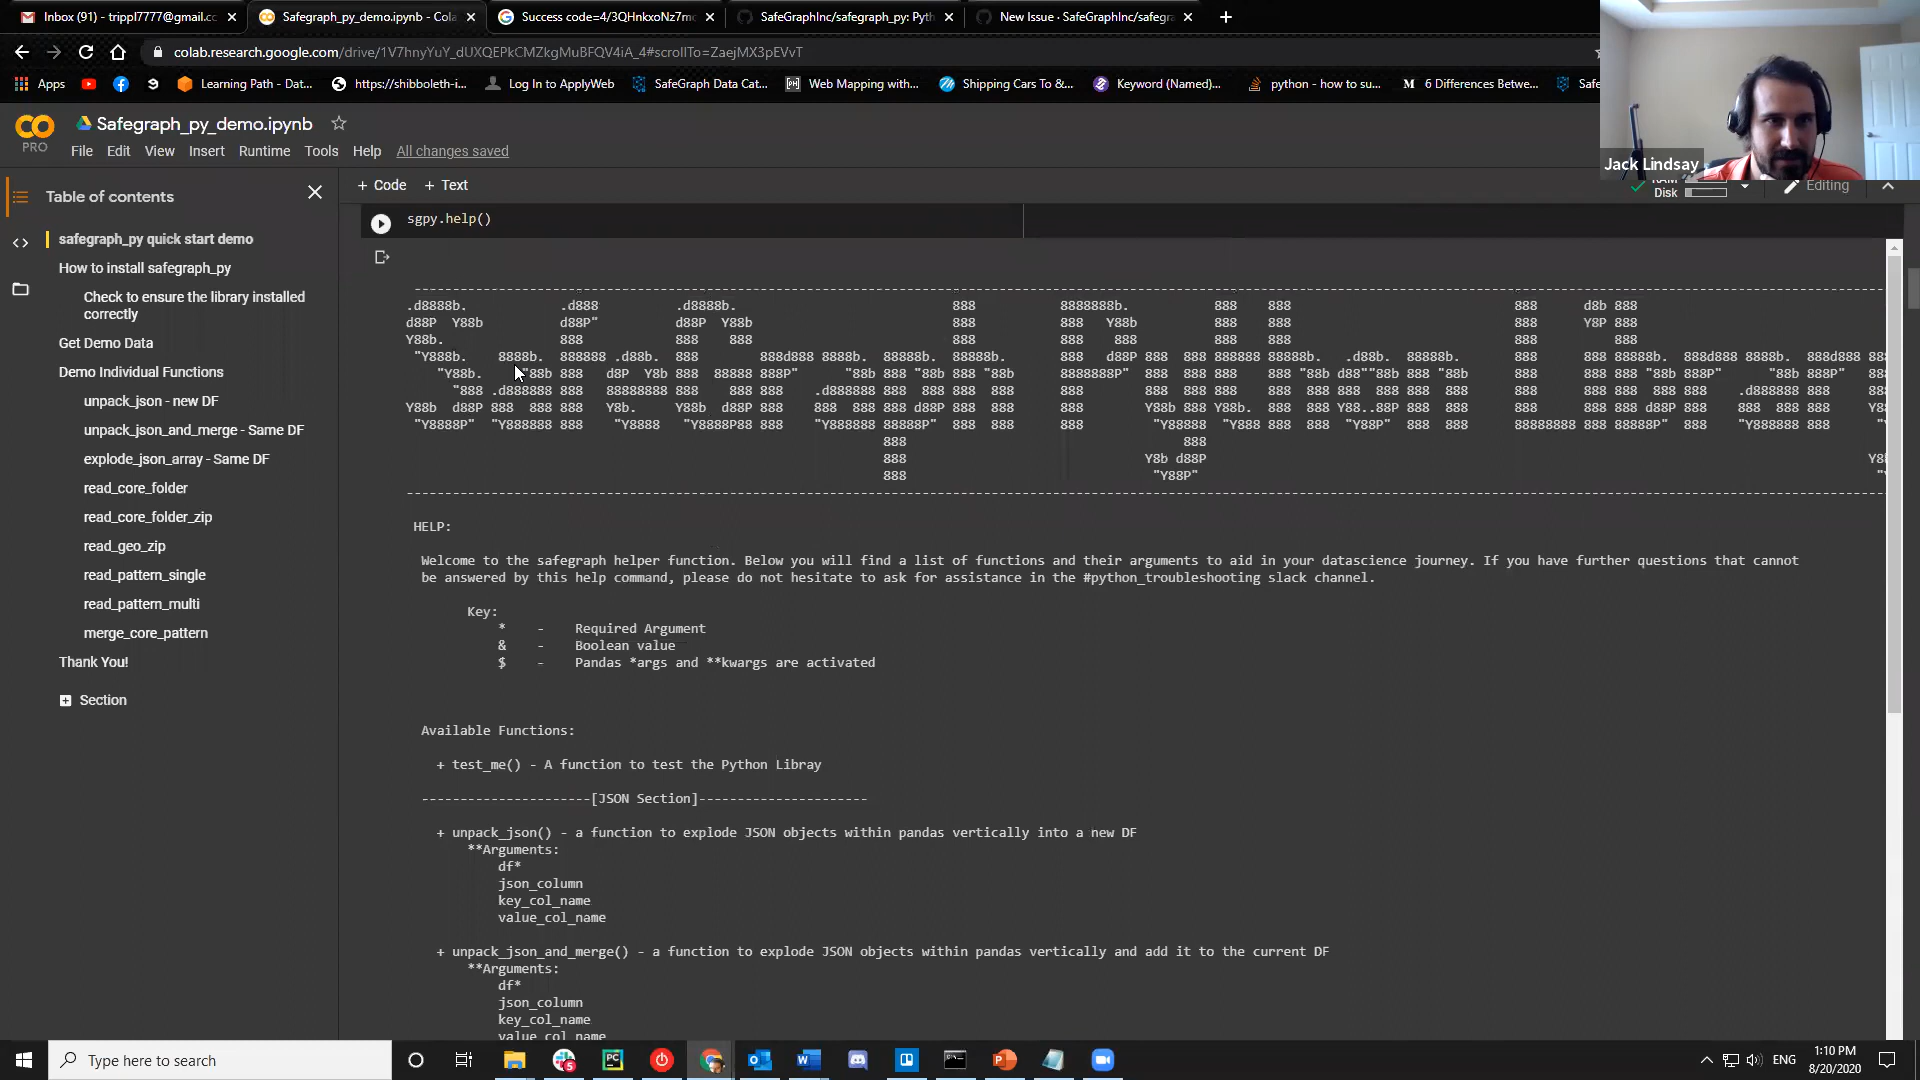 Inbox (91) - trippl7777@gmail.cc
Safegraph_py_demo.ipynb - Cola
Success code=4/3QHnkxoNz7mc
SafeGraphInc/safegraph_py: Pyth
New Issue · SafeGraphInc/safegra
colab.research.google.com/drive/1V7hnyYuY_dUXQEPkCMZkgMuBFQV4iA_4#scrollTo=ZaejMX3pEVvT
Apps
Learning Path - Dat...
https://shibboleth-i...
Log In to ApplyWeb
SafeGraph Data Cat...
Web Mapping with...
Shipping Cars To &...
Keyword (Named)...
python - how to su...
6 Differences Betwe...
Safe
CO
PRO
Safegraph_py_demo.ipynb
File Edit View Insert Runtime Tools Help All changes saved
Jack Lindsay
Table of contents
+ Code + Text
RAM
Disk
Editing
safegraph_py quick start demo
How to install safegraph_py
Check to ensure the library installed
correctly
Get Demo Data
Demo Individual Functions
unpack_json - new DF
unpack_json_and_merge - Same DF
explode_json_array - Same DF
read_core_folder
read_core_folder_zip
read_geo_zip
read_pattern_single
read_pattern_multi
merge_core_pattern
Thank You!
Section
sgpy.help()
HELP:
Welcome to the safegraph helper function. Below you will find a list of functions and their arguments to aid in your datascience journey. If you have further questions that cannot
be answered by this help command, please do not hesitate to ask for assistance in the #python_troubleshooting slack channel.
Key:
* - Required Argument
& - Boolean value
$ - Pandas *args and **kwargs are activated
Available Functions:
+ test_me() - A function to test the Python Libray
----------------------[JSON Section]----------------------
+ unpack_json() - a function to explode JSON objects within pandas vertically into a new DF
**Arguments:
df*
json_column
key_col_name
value_col_name
+ unpack_json_and_merge() - a function to explode JSON objects within pandas vertically and add it to the current DF
**Arguments:
df*
json_column
key_col_name
value_col_name
Type here to search
ENG
1:10 PM
8/20/2020